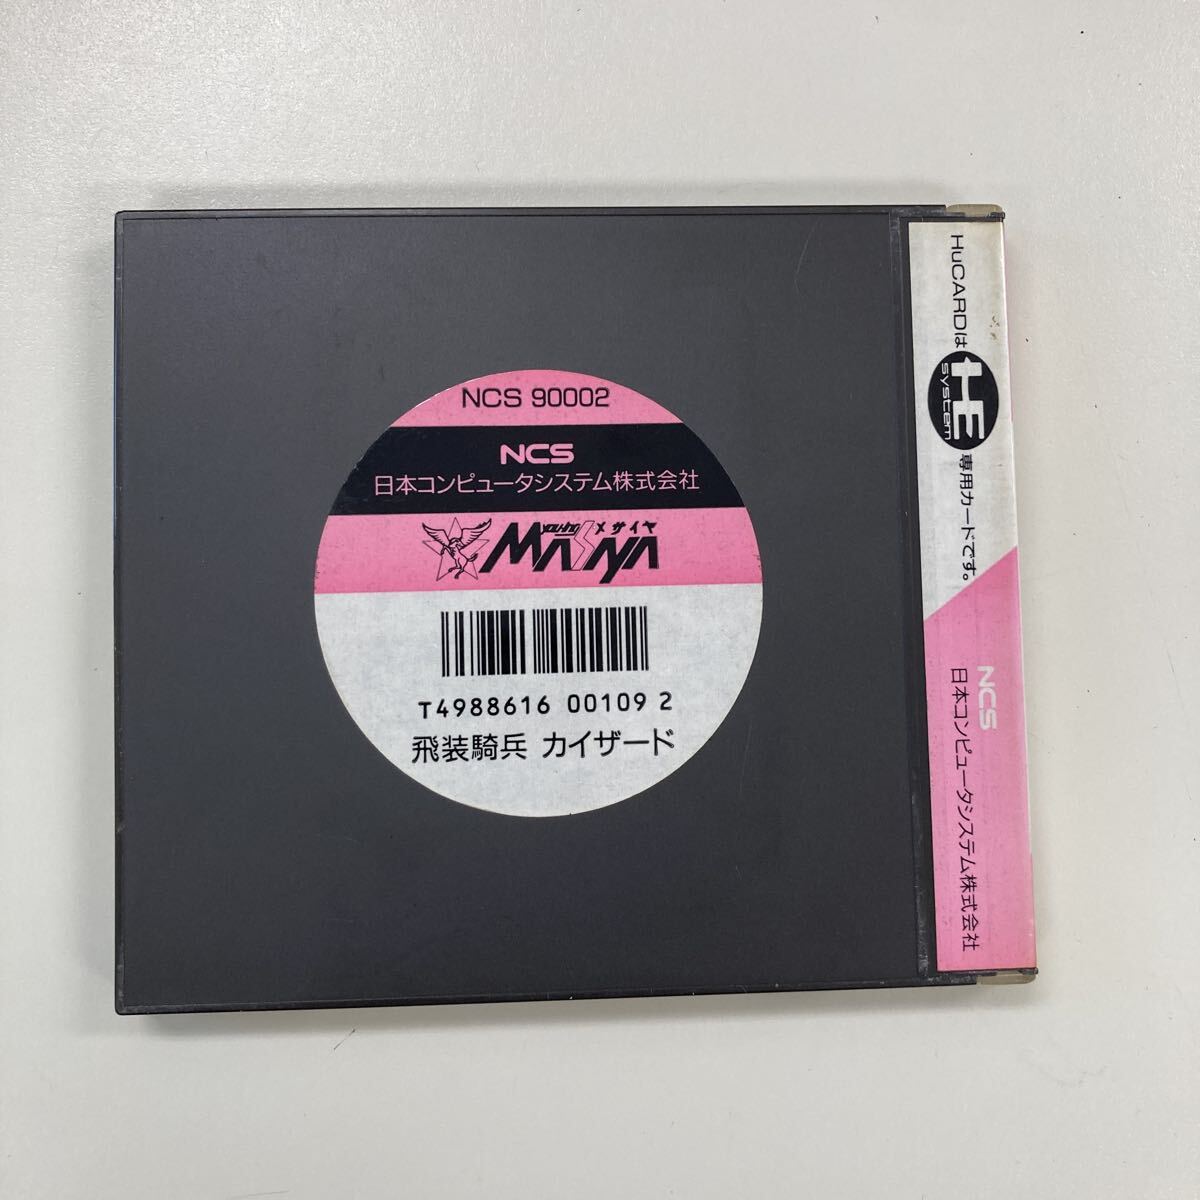 NCS 90002
NCS
日本コンピュータシステム株式会社
メサイヤ
MASAYA
T4988616 00109 2
飛装騎兵 カイザード
HuCARDは HE system 専用カードです。
NCS
日本コンピュータシステム株式会社